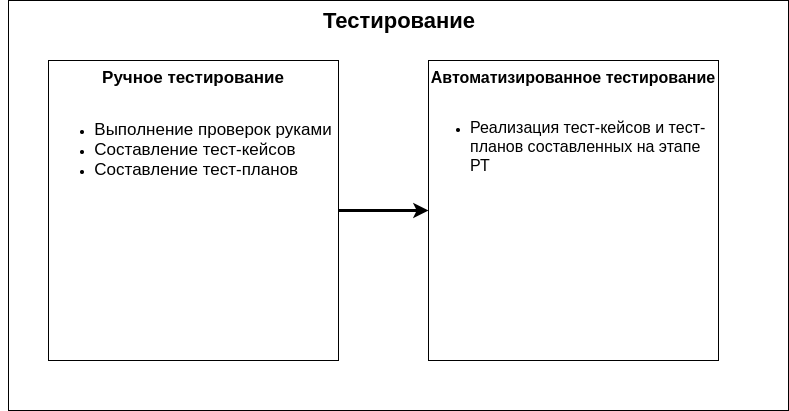 Тестирование
Ручное тестирование
Выполнение проверок руками
Составление тест-кейсов
Составление тест-планов
Автоматизированное тестирование
Реализация тест-кейсов и тест-
планов составленных на этапе
РТ